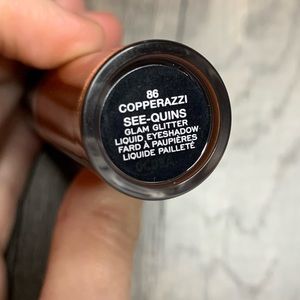 86
COPPERAZZI
SEE-QUINS
GLAM GLITTER
LIQUID EYESHADOW
FARD À PAUPIÈRES
LIQUIDE PAILLETÉ